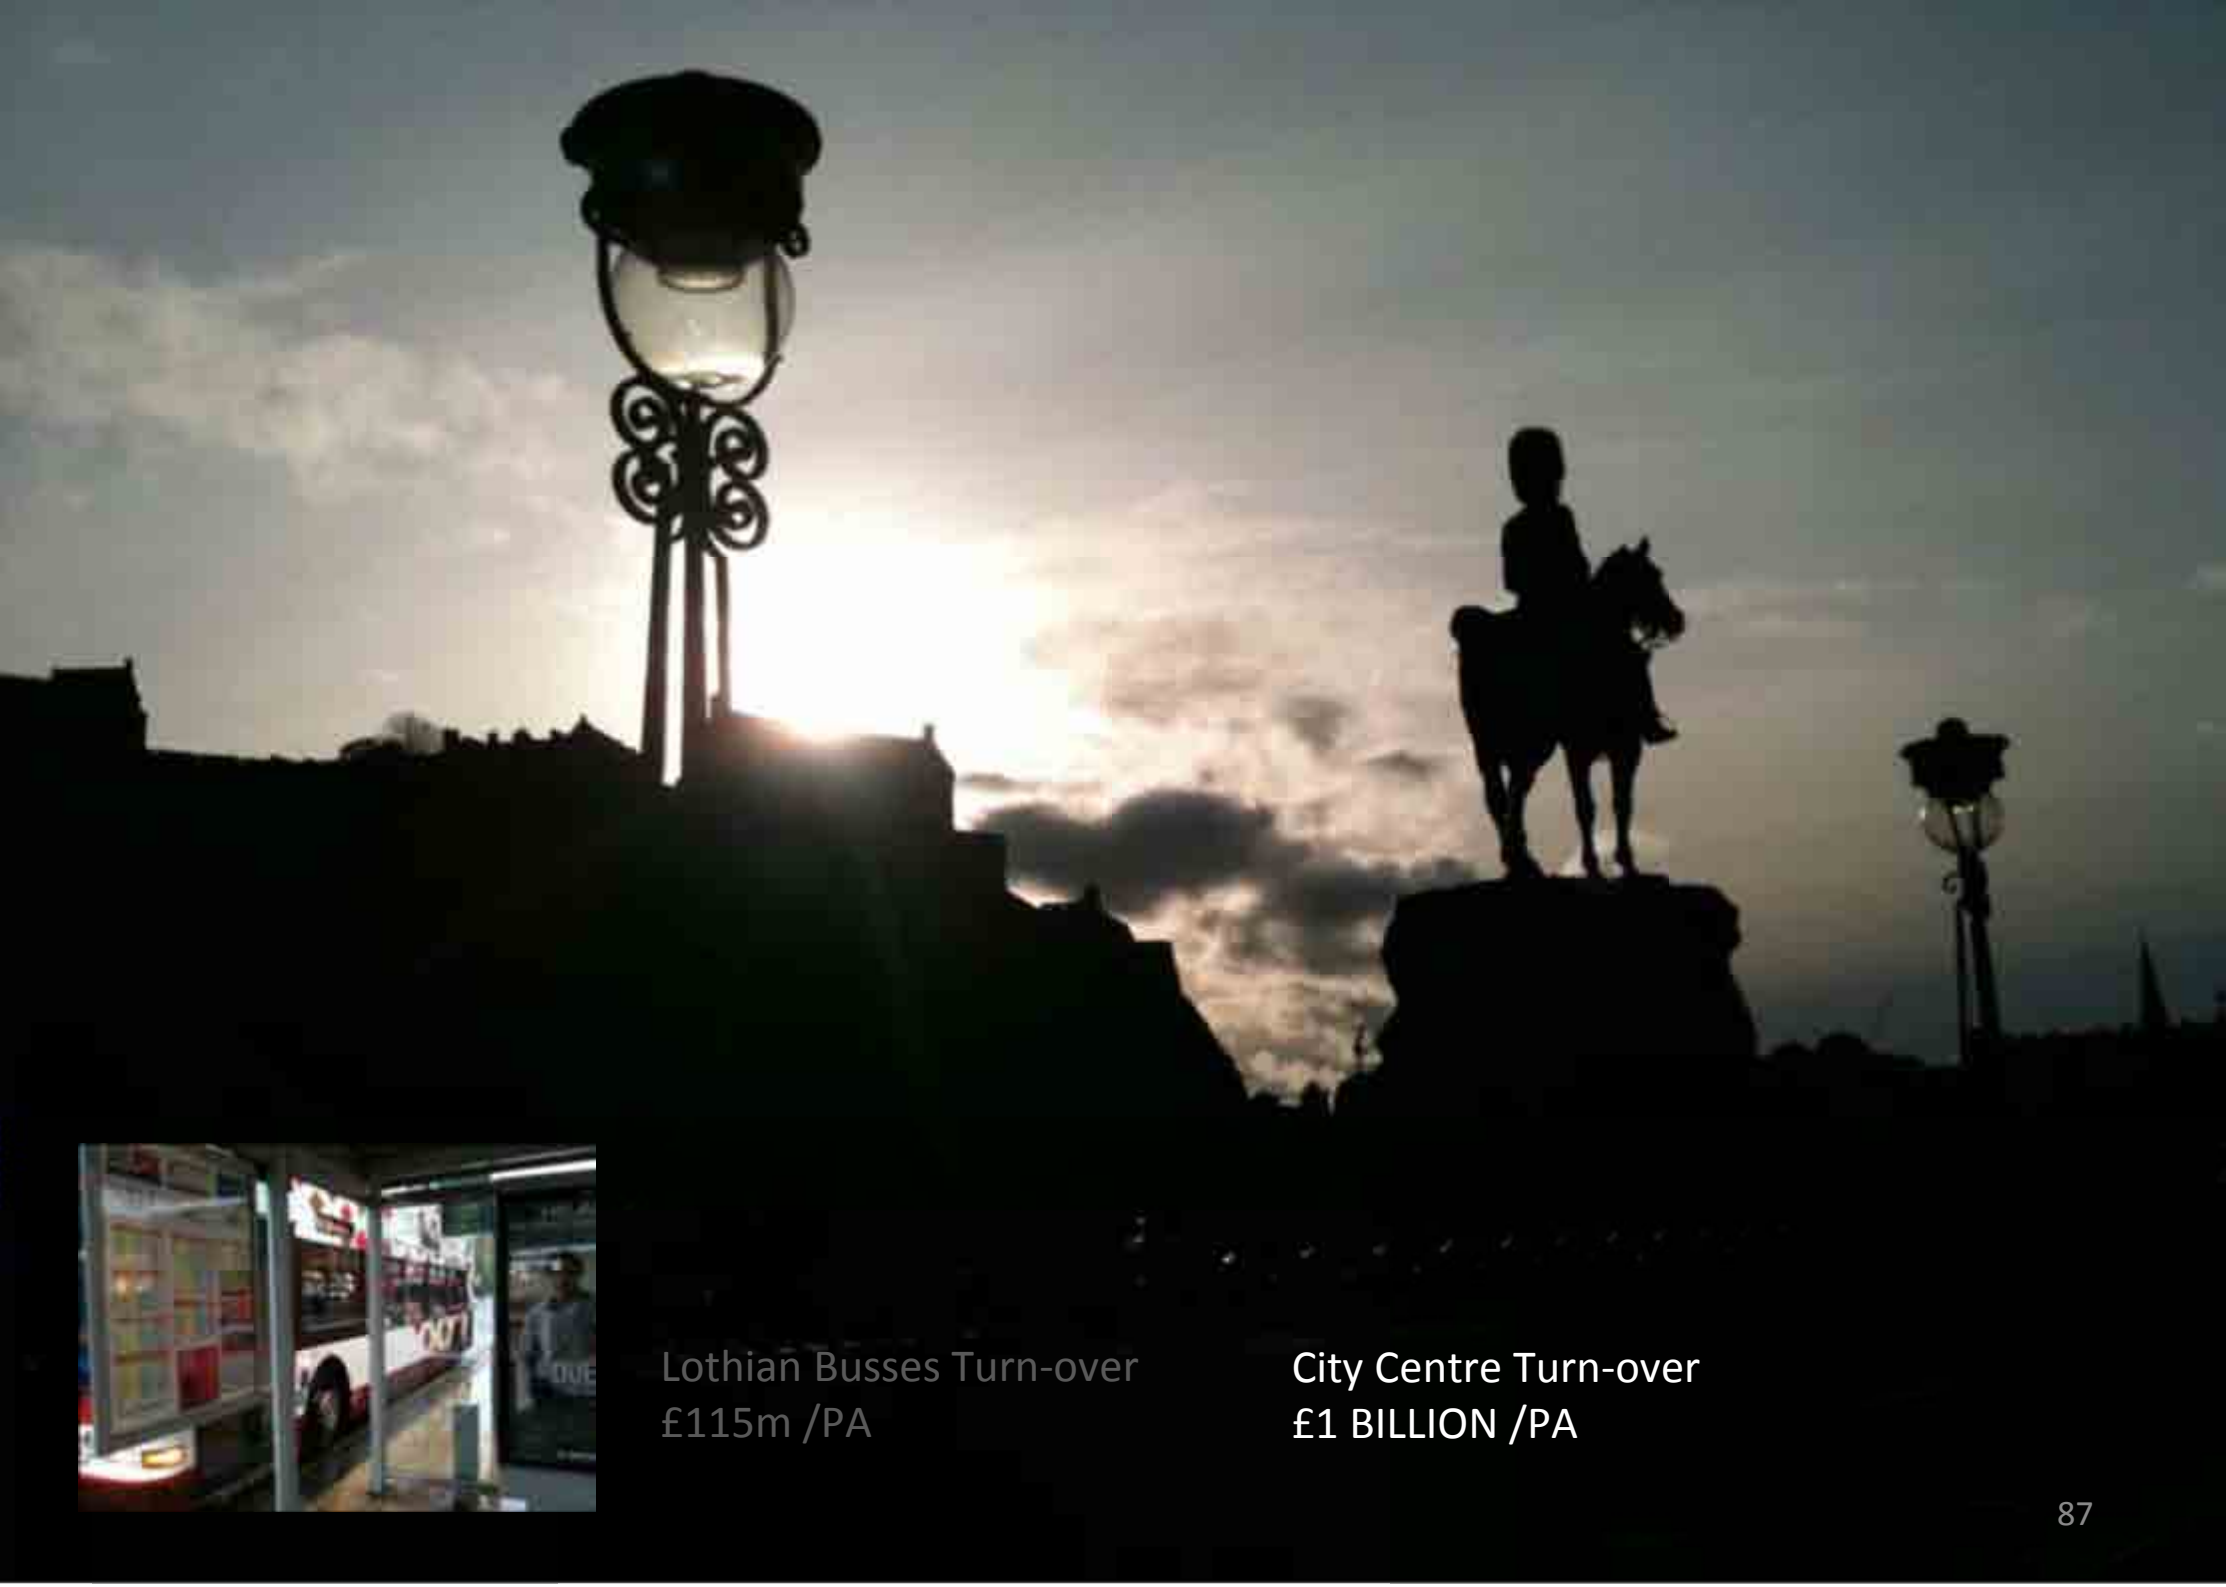 Lothian Busses Turn-over
£115m /PA
City Centre Turn-over
£1 BILLION /PA
87